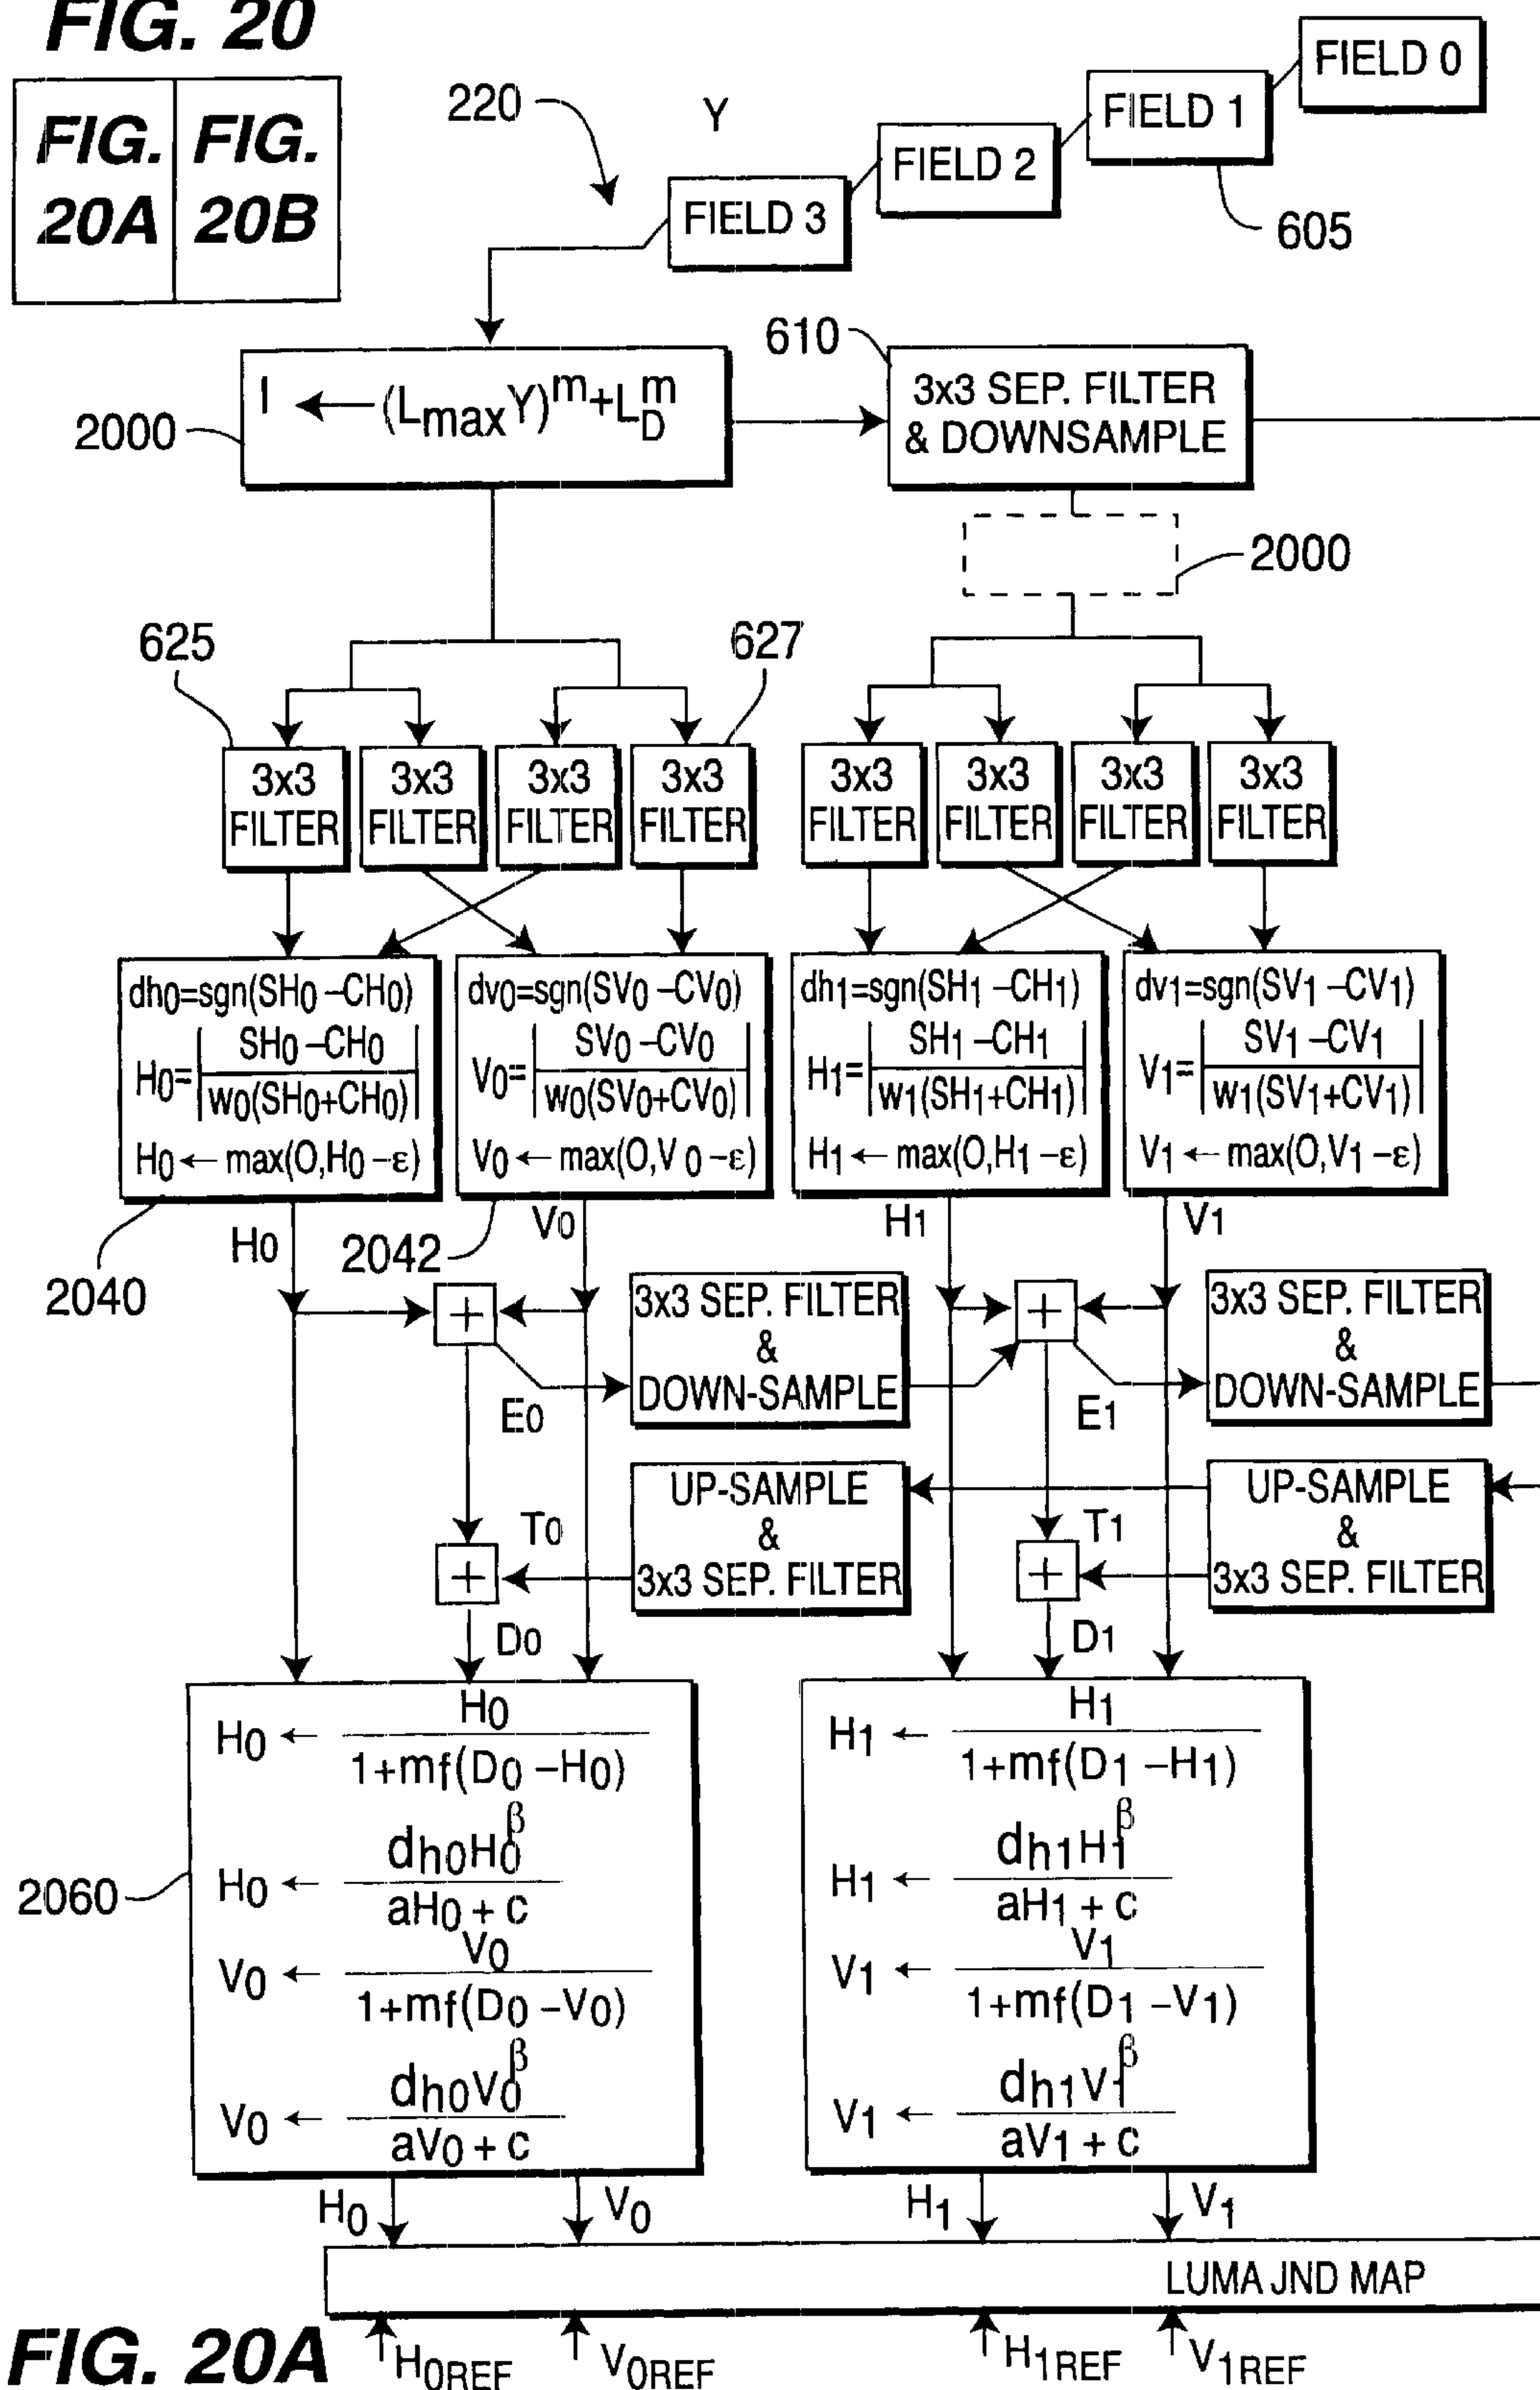 FIG. 20
FIG. 20A
FIG. 20B
220
Y
FIELD 0
FIELD 1
FIELD 2
FIELD 3
605
610
2000
I ← (LmaxY)^m+L_D^m
3x3 SEP. FILTER
& DOWNSAMPLE
2000
625
627
3x3 FILTER
3x3 FILTER
3x3 FILTER
3x3 FILTER
3x3 FILTER
3x3 FILTER
3x3 FILTER
3x3 FILTER
dh0=sgn(SH0 –CH0)
H0=|SH0 –CH0 / w0(SH0+CH0)|
H0 ← max(O,H0 –ε)
dv0=sgn(SV0 –CV0)
V0=|SV0 –CV0 / w0(SV0+CV0)|
V0 ← max(O,V0 –ε)
dh1=sgn(SH1 –CH1)
H1=|SH1 –CH1 / w1(SH1+CH1)|
H1 ← max(O,H1 –ε)
dv1=sgn(SV1 –CV1)
V1=|SV1 –CV1 / w1(SV1+CV1)|
V1 ← max(O,V1 –ε)
H0
V0
H1
V1
2040
2042
+
3x3 SEP. FILTER
&
DOWN-SAMPLE
+
3x3 SEP. FILTER
&
DOWN-SAMPLE
E0
E1
UP-SAMPLE
&
3x3 SEP. FILTER
UP-SAMPLE
&
3x3 SEP. FILTER
T0
T1
+
+
D0
D1
2060
H0 ← H0 / 1+mf(D0 –H0)
H0 ← dh0H0^β / aH0 + c
V0 ← V0 / 1+mf(D0 –V0)
V0 ← dh0V0^β / aV0 + c
H1 ← H1 / 1+mf(D1 –H1)
H1 ← dh1H1^β / aH1 + c
V1 ← V1 / 1+mf(D1 –V1)
V1 ← dh1V1^β / aV1 + c
H0
V0
H1
V1
LUMA JND MAP
H0REF
V0REF
H1REF
V1REF
FIG. 20A